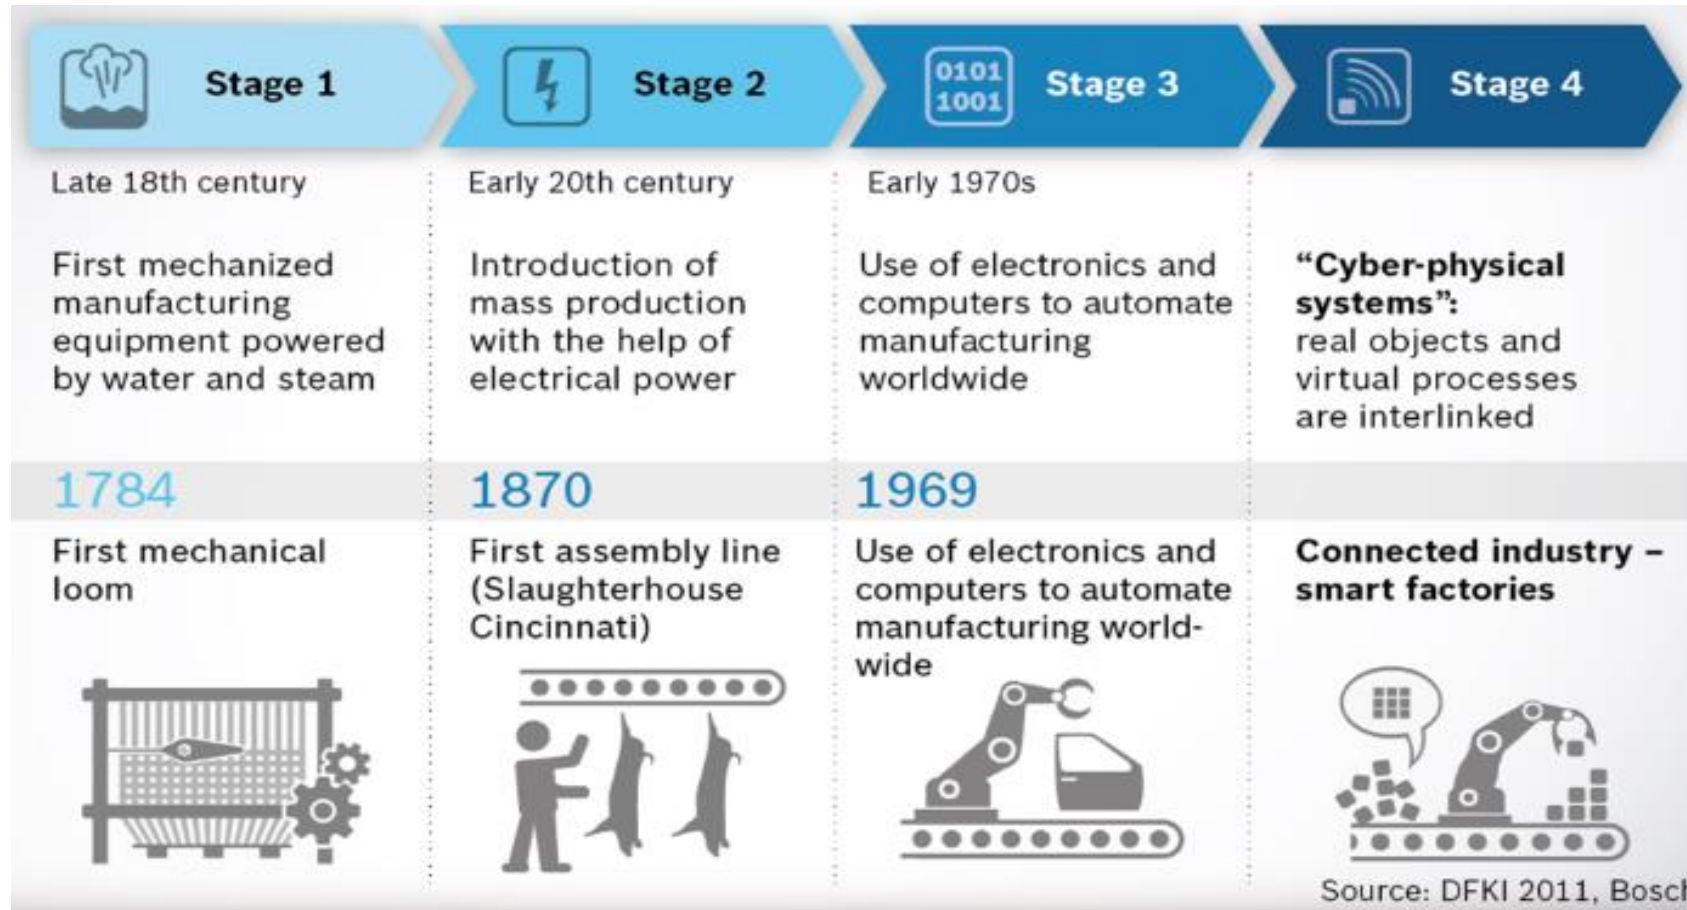 Stage 1
Stage 2
0101
1001
Stage 3
Stage 4
Late 18th century
First mechanized
manufacturing
equipment powered
by water and steam
1784
First mechanical
loom
Early 20th century
Introduction of
mass production
with the help of
electrical power
1870
First assembly line
(Slaughterhouse
Cincinnati)
Early 1970s
Use of electronics and
computers to automate
manufacturing
worldwide
1969
Use of electronics and
computers to automate
manufacturing world-
wide
“Cyber-physical
systems”:
real objects and
virtual processes
are interlinked
Connected industry –
smart factories
Source: DFKI 2011, Bosch